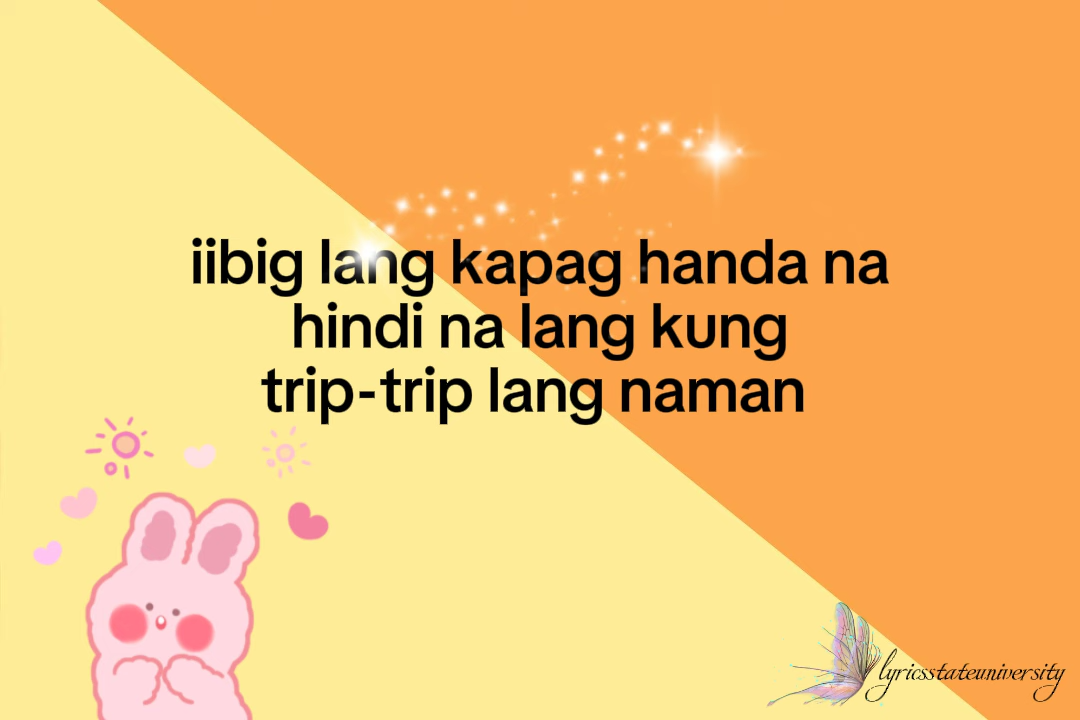 iibig lang kapag handa na
hindi na lang kung
trip-trip lang naman
lyricsstateuniversity